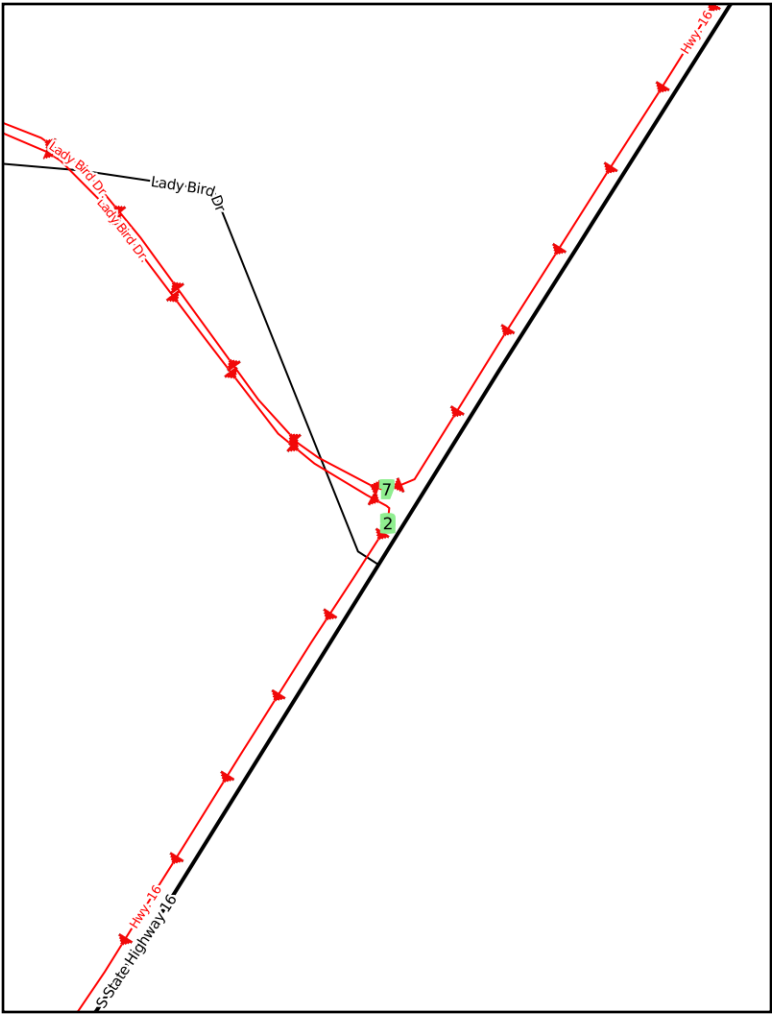 Hwy. 16
Lady Bird Dr.
Lady Bird Dr
Lady Bird Dr.
7
2
Hwy. 16
S State Highway 16